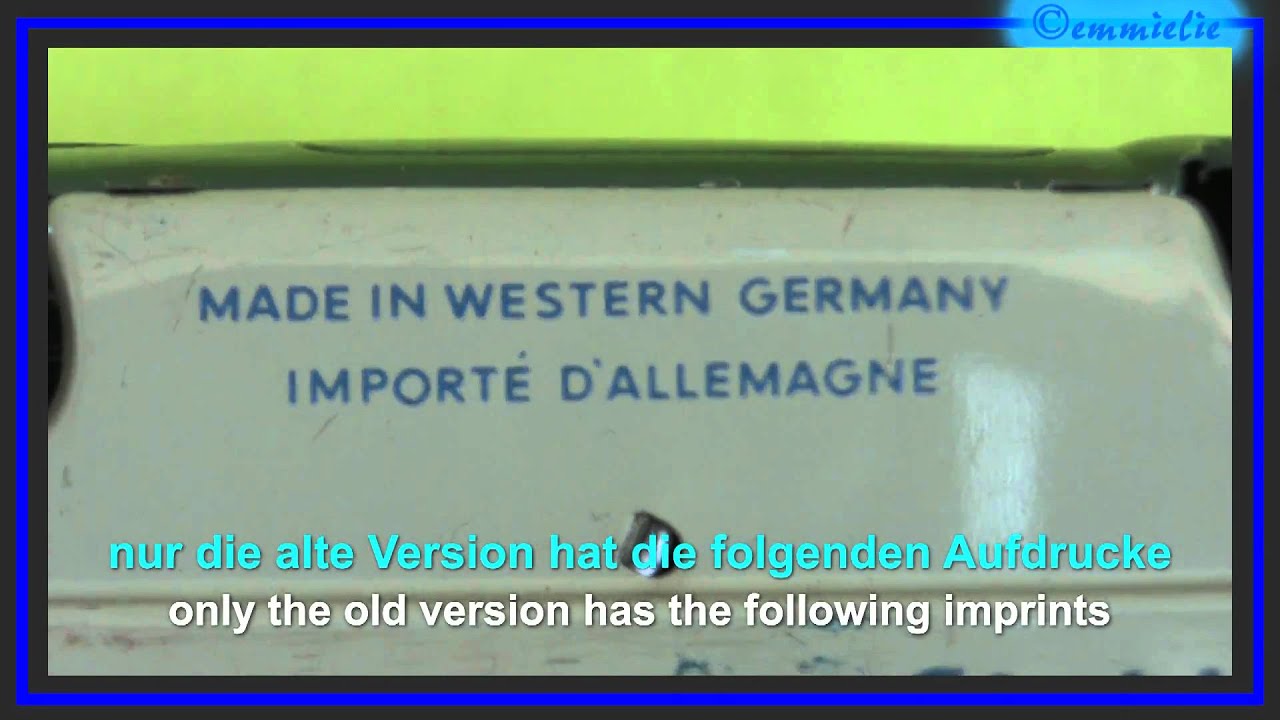 ©emmielie
MADE IN WESTERN GERMANY
IMPORTÉ D'ALLEMAGNE
nur die alte Version hat die folgenden Aufdrucke
only the old version has the following imprints